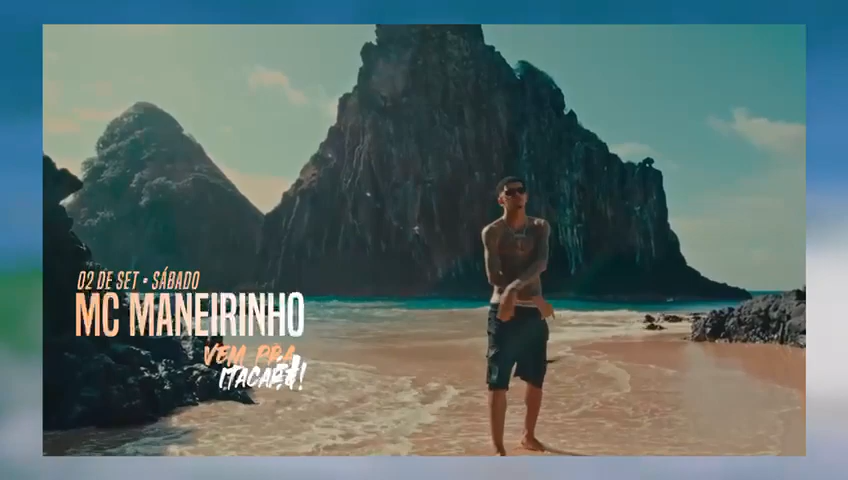 02 DE SET • SÁBADO
MC MANEIRINHO
VEM PRA
ITACARÉ!